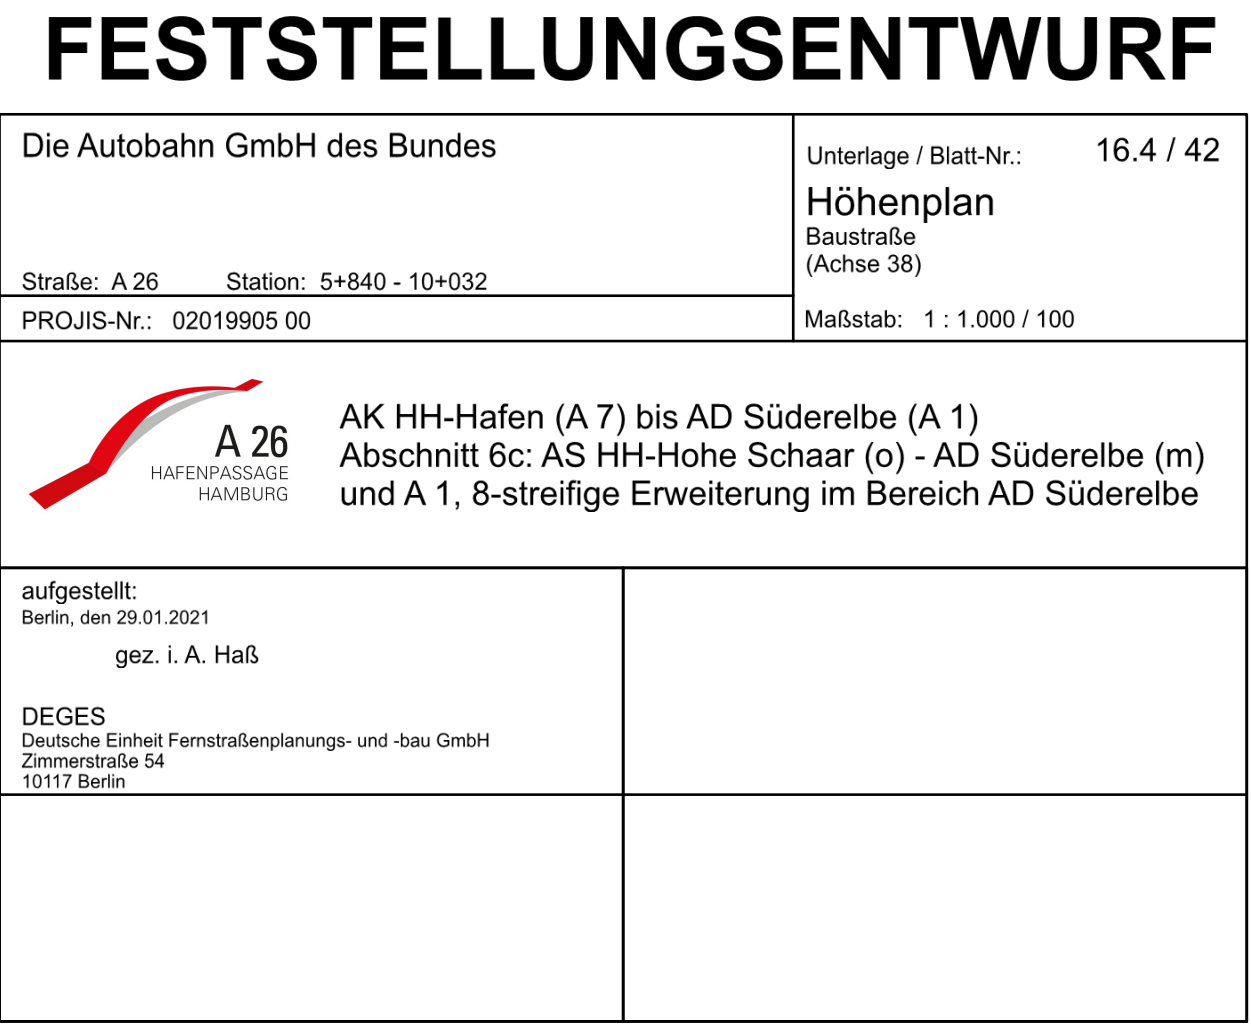 FESTSTELLUNGSENTWURF
Die Autobahn GmbH des Bundes
Straße: A 26 Station: 5+840 - 10+032
PROJIS-Nr.: 02019905 00
Unterlage / Blatt-Nr.: 16.4 / 42
Höhenplan
Baustraße
(Achse 38)
Maßstab: 1 : 1.000 / 100
A 26
HAFENPASSAGE
HAMBURG
AK HH-Hafen (A 7) bis AD Süderelbe (A 1)
Abschnitt 6c: AS HH-Hohe Schaar (o) - AD Süderelbe (m)
und A 1, 8-streifige Erweiterung im Bereich AD Süderelbe
aufgestellt:
Berlin, den 29.01.2021
gez. i. A. Haß
DEGES
Deutsche Einheit Fernstraßenplanungs- und -bau GmbH
Zimmerstraße 54
10117 Berlin